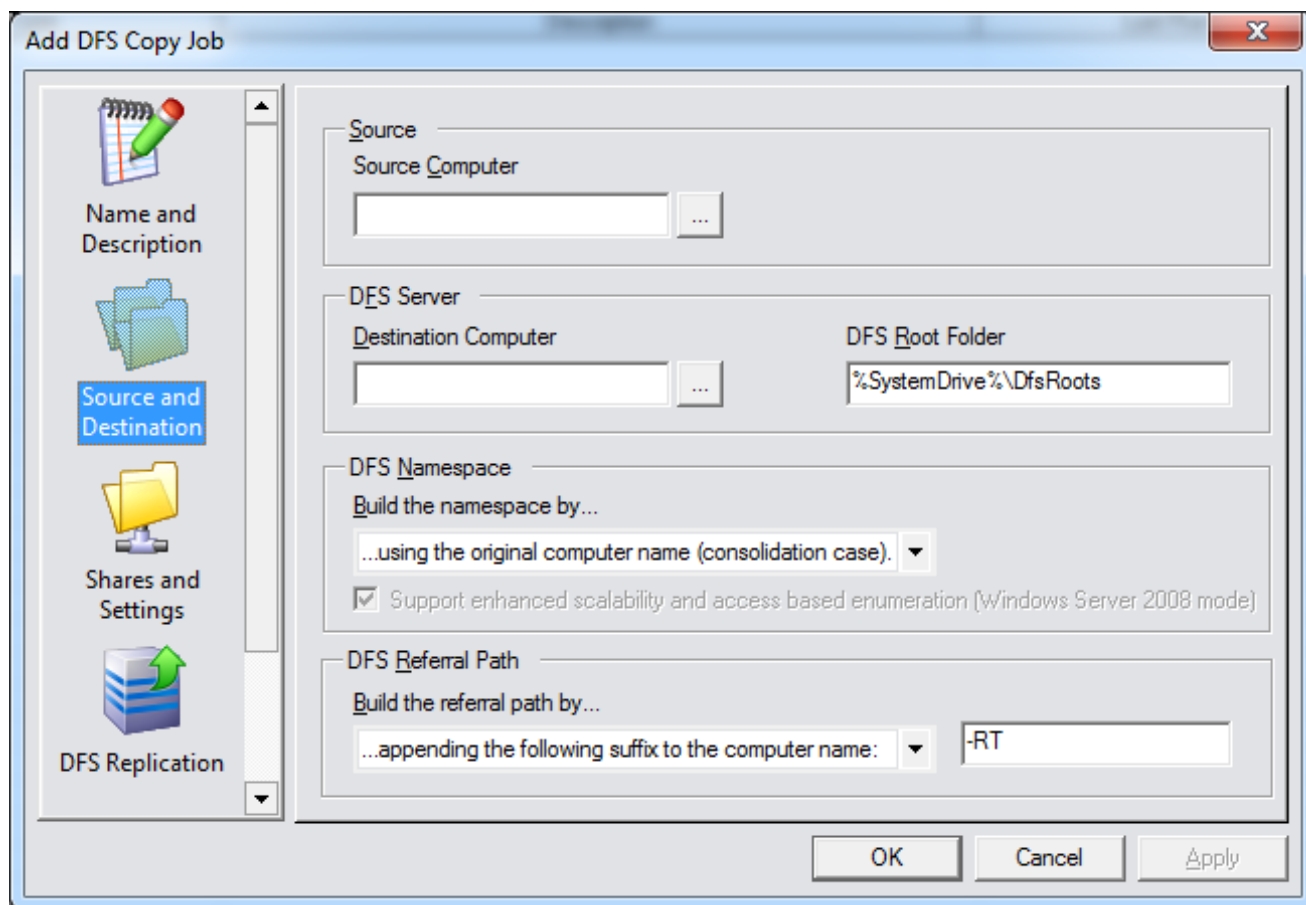 Add DFS Copy Job
Name and
Description
Source and
Destination
Shares and
Settings
DFS Replication
Source
Source Computer
...
DFS Server
Destination Computer
DFS Root Folder
...
%SystemDrive%\DfsRoots
DFS Namespace
Build the namespace by...
...using the original computer name (consolidation case).
Support enhanced scalability and access based enumeration (Windows Server 2008 mode)
DFS Referral Path
Build the referral path by...
...appending the following suffix to the computer name:
-RT
OK
Cancel
Apply